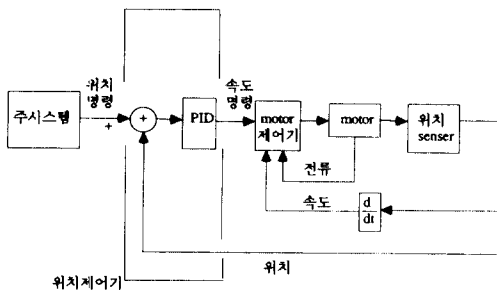 위치
명령
속도
명령
주시스템
+
+
PID
motor
제어기
motor
위치
senser
전류
속도
d
dt
위치
위치제어기